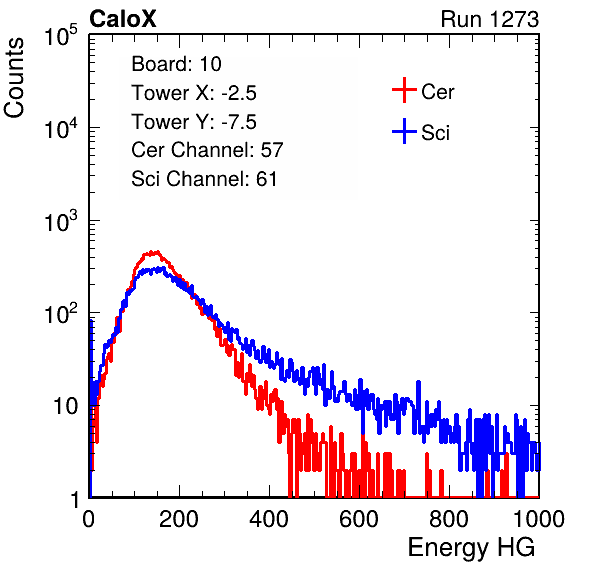 CaloX Run 1273
Counts
Board: 10
Tower X: -2.5
Tower Y: -7.5
Cer Channel: 57
Sci Channel: 61
Cer
Sci
10^5
10^4
10^3
10^2
10
1
0 200 400 600 800 1000
Energy HG